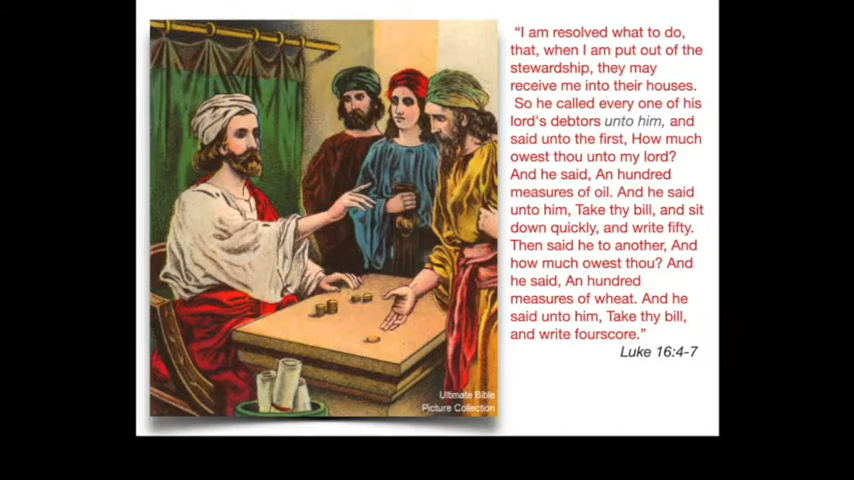 “I am resolved what to do,
that, when I am put out of the
stewardship, they may
receive me into their houses.
So he called every one of his
lord's debtors unto him, and
said unto the first, How much
owest thou unto my lord?
And he said, An hundred
measures of oil. And he said
unto him, Take thy bill, and sit
down quickly, and write fifty.
Then said he to another, And
how much owest thou? And
he said, An hundred
measures of wheat. And he
said unto him, Take thy bill,
and write fourscore.”
Luke 16:4-7
Ultimate Bible
Picture Collection